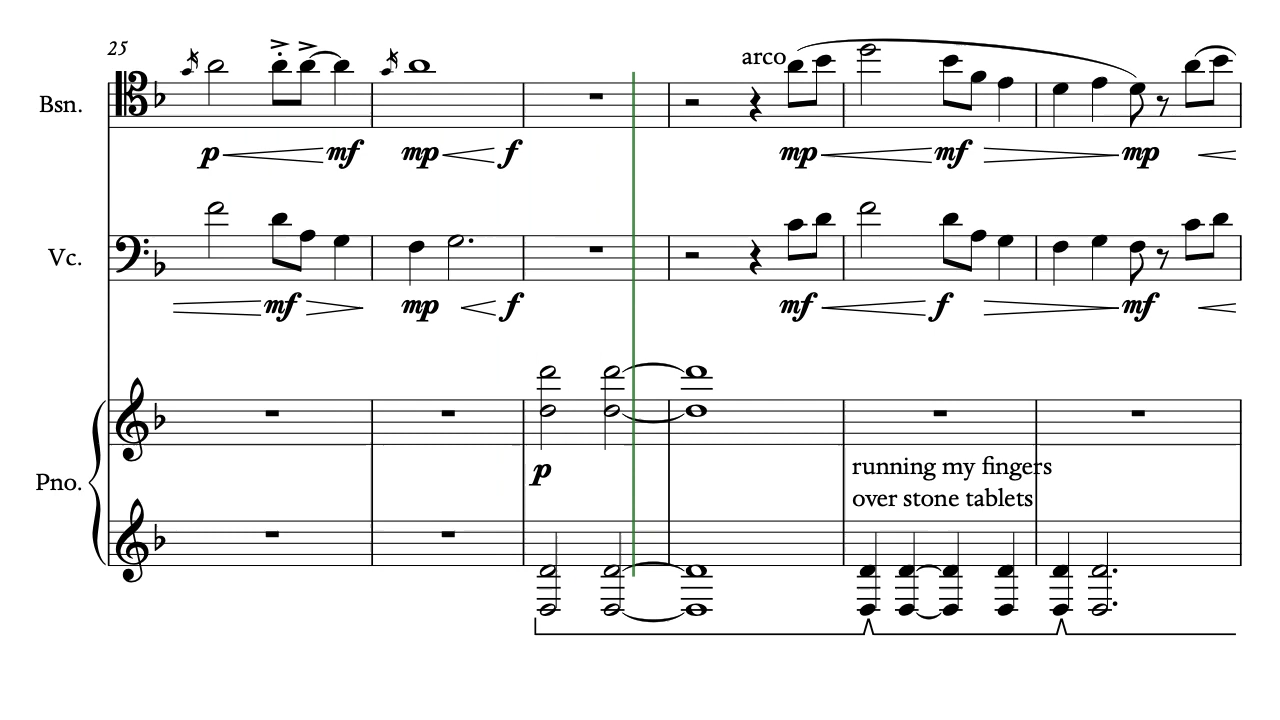 25
Bsn.
p mf mp f arco mp mf mp
Vc.
mf mp f mf f mf
Pno.
p
running my fingers
over stone tablets